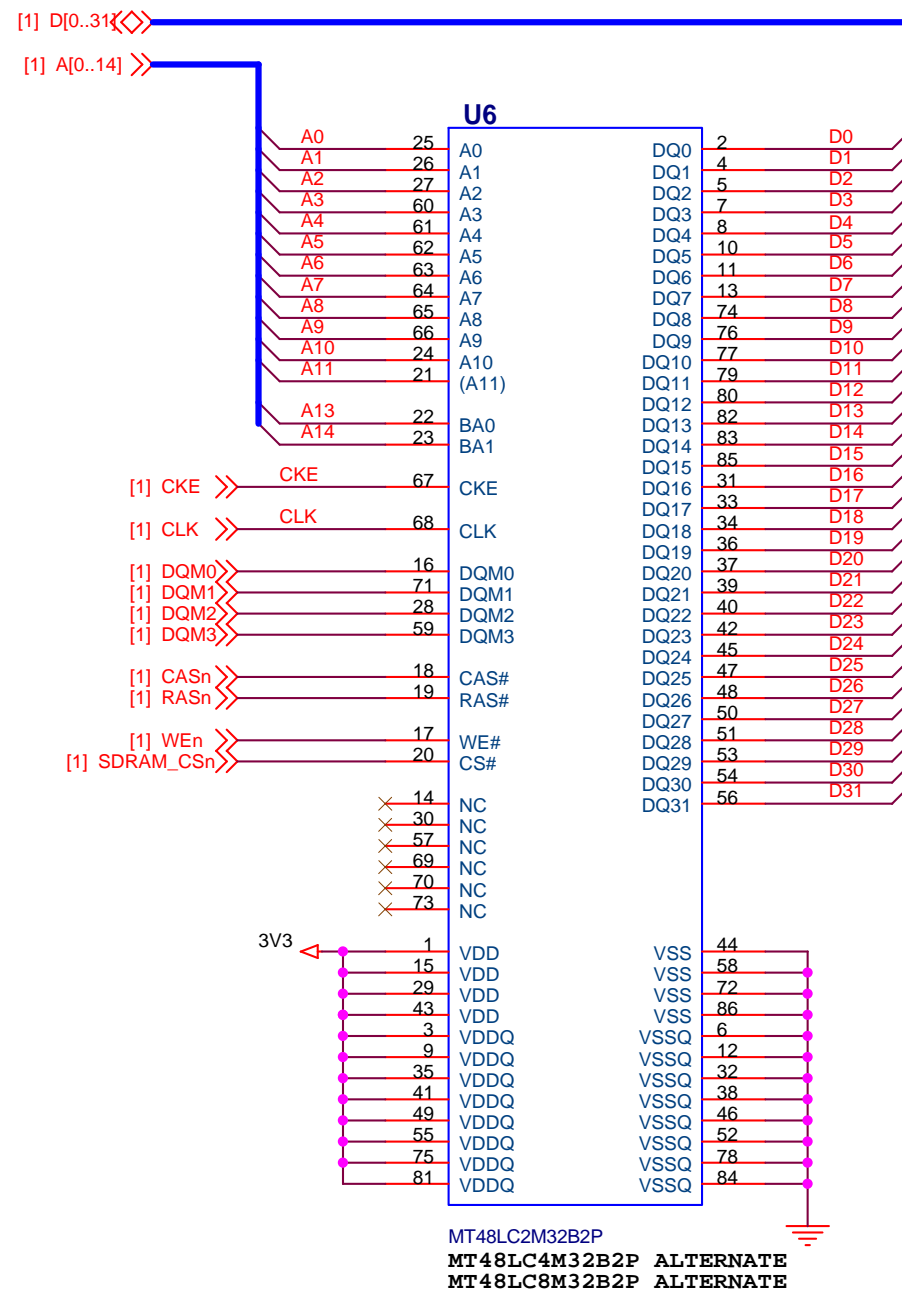 [1] D[0..31]
[1] A[0..14]
U6
A0 25 A0 DQ0 2 D0
A1 26 A1 DQ1 4 D1
A2 27 A2 DQ2 5 D2
A3 60 A3 DQ3 7 D3
A4 61 A4 DQ4 8 D4
A5 62 A5 DQ5 10 D5
A6 63 A6 DQ6 11 D6
A7 64 A7 DQ7 13 D7
A8 65 A8 DQ8 74 D8
A9 66 A9 DQ9 76 D9
A10 24 A10 DQ10 77 D10
A11 21 (A11) DQ11 79 D11
DQ12 80 D12
A13 22 BA0 DQ13 82 D13
A14 23 BA1 DQ14 83 D14
DQ15 85 D15
[1] CKE CKE 67 CKE DQ16 31 D16
DQ17 33 D17
[1] CLK CLK 68 CLK DQ18 34 D18
DQ19 36 D19
[1] DQM0 16 DQM0 DQ20 37 D20
[1] DQM1 71 DQM1 DQ21 39 D21
[1] DQM2 28 DQM2 DQ22 40 D22
[1] DQM3 59 DQM3 DQ23 42 D23
DQ24 45 D24
[1] CASn 18 CAS# DQ25 47 D25
[1] RASn 19 RAS# DQ26 48 D26
DQ27 50 D27
[1] WEn 17 WE# DQ28 51 D28
[1] SDRAM_CSn 20 CS# DQ29 53 D29
DQ30 54 D30
14 NC DQ31 56 D31
30 NC
57 NC
69 NC
70 NC
73 NC
3V3 1 VDD VSS 44
15 VDD VSS 58
29 VDD VSS 72
43 VDD VSS 86
3 VDDQ VSSQ 6
9 VDDQ VSSQ 12
35 VDDQ VSSQ 32
41 VDDQ VSSQ 38
49 VDDQ VSSQ 46
55 VDDQ VSSQ 52
75 VDDQ VSSQ 78
81 VDDQ VSSQ 84
MT48LC2M32B2P
MT48LC4M32B2P ALTERNATE
MT48LC8M32B2P ALTERNATE